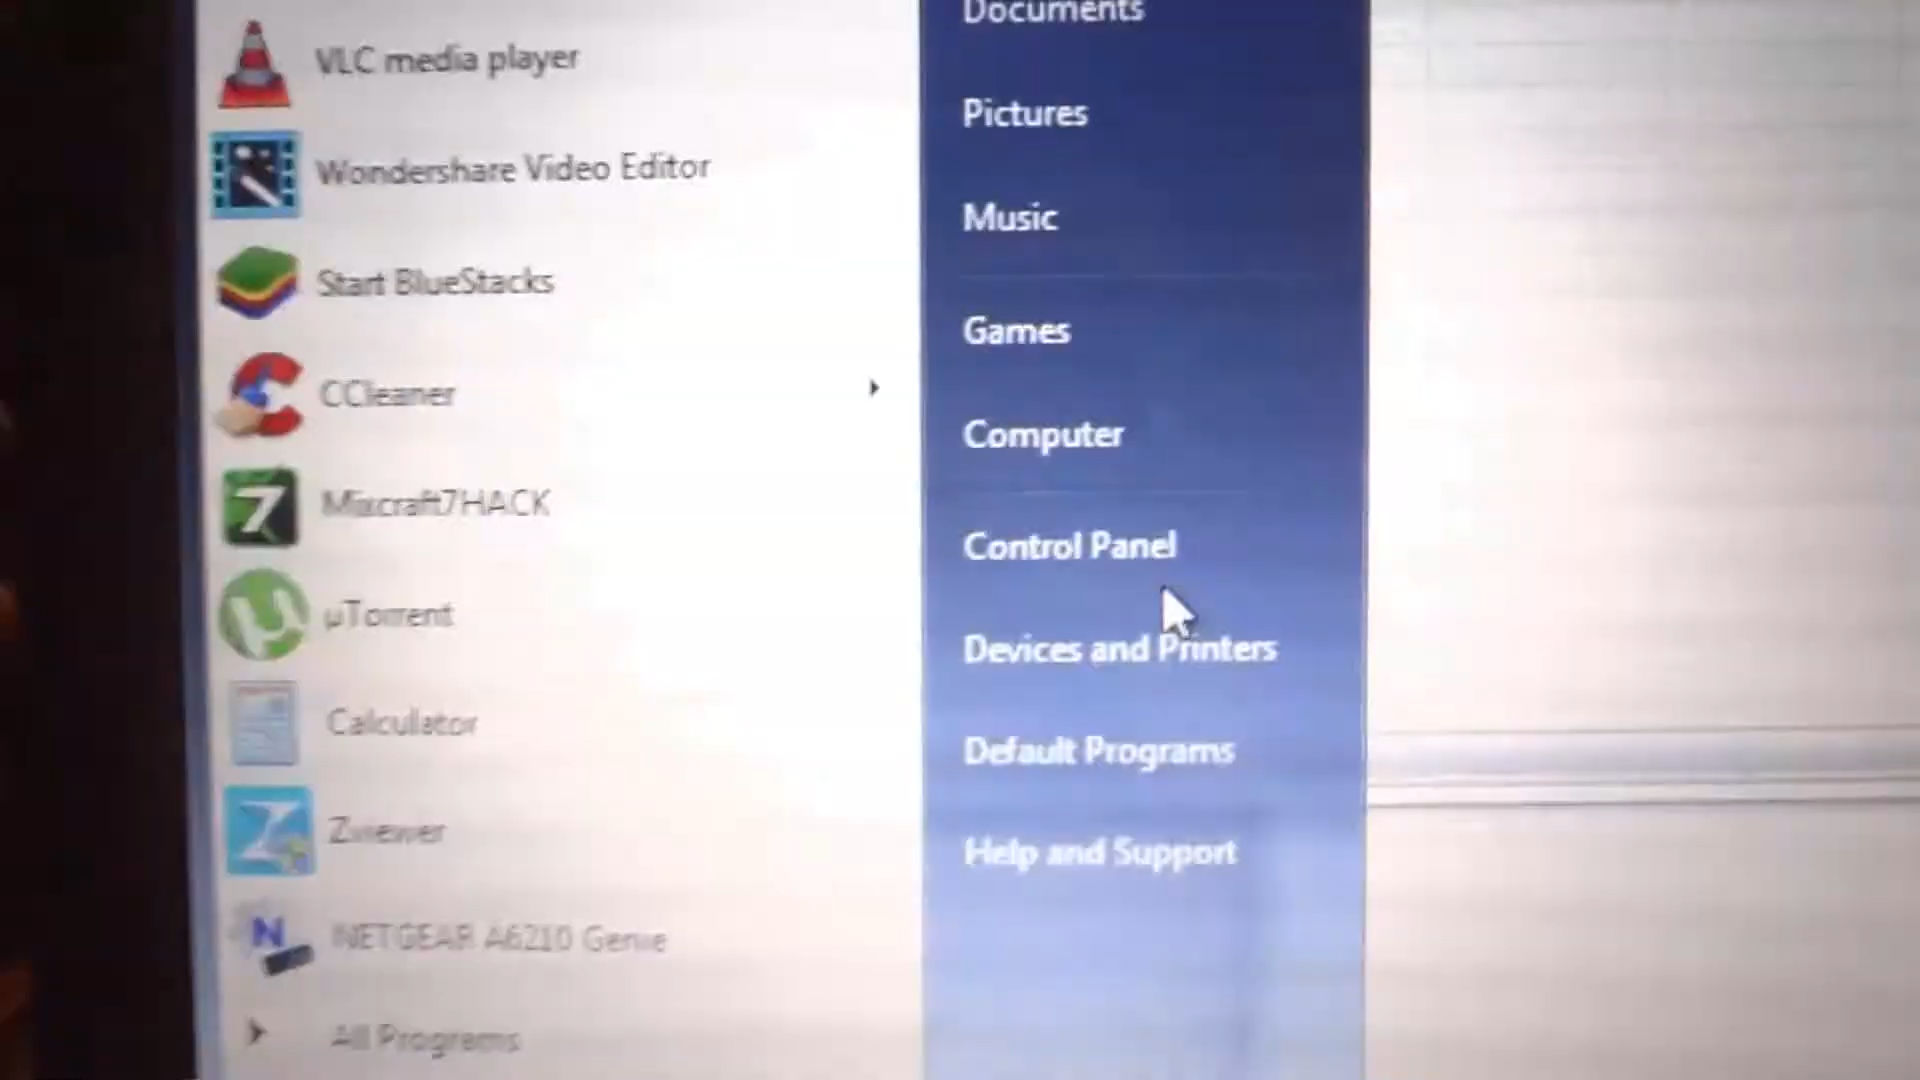 VLC media player
Wondershare Video Editor
Start BlueStacks
CCleaner
Mixcraft7HACK
µTorrent
Calculator
Zviewer
NETGEAR A6210 Genie
All Programs
Documents
Pictures
Music
Games
Computer
Control Panel
Devices and Printers
Default Programs
Help and Support